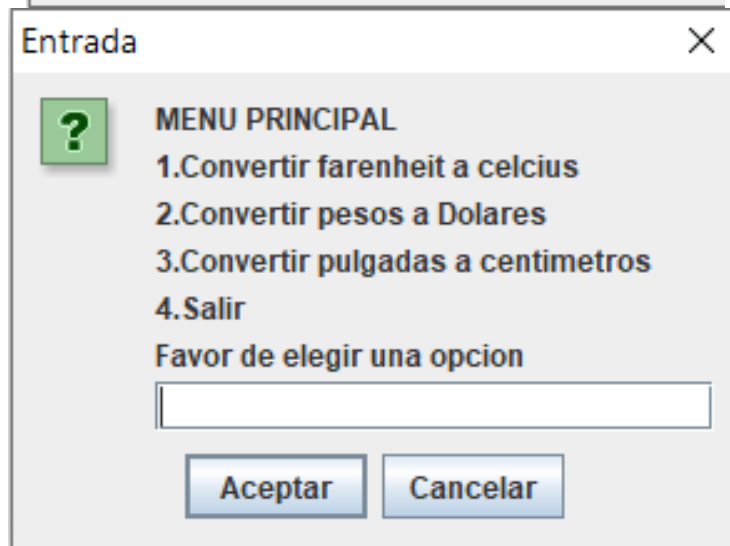 Entrada
MENU PRINCIPAL
1.Convertir farenheit a celcius
2.Convertir pesos a Dolares
3.Convertir pulgadas a centimetros
4.Salir
Favor de elegir una opcion
Aceptar Cancelar